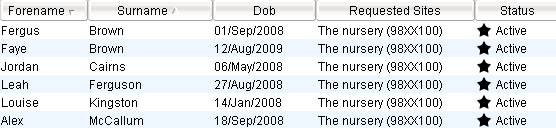 Forename Surname Dob Requested Sites Status
Fergus Brown 01/Sep/2008 The nursery (98XX100) Active
Faye Brown 12/Aug/2009 The nursery (98XX100) Active
Jordan Cairns 06/May/2008 The nursery (98XX100) Active
Leah Ferguson 27/Aug/2008 The nursery (98XX100) Active
Louise Kingston 14/Jan/2008 The nursery (98XX100) Active
Alex McCallum 18/Sep/2008 The nursery (98XX100) Active